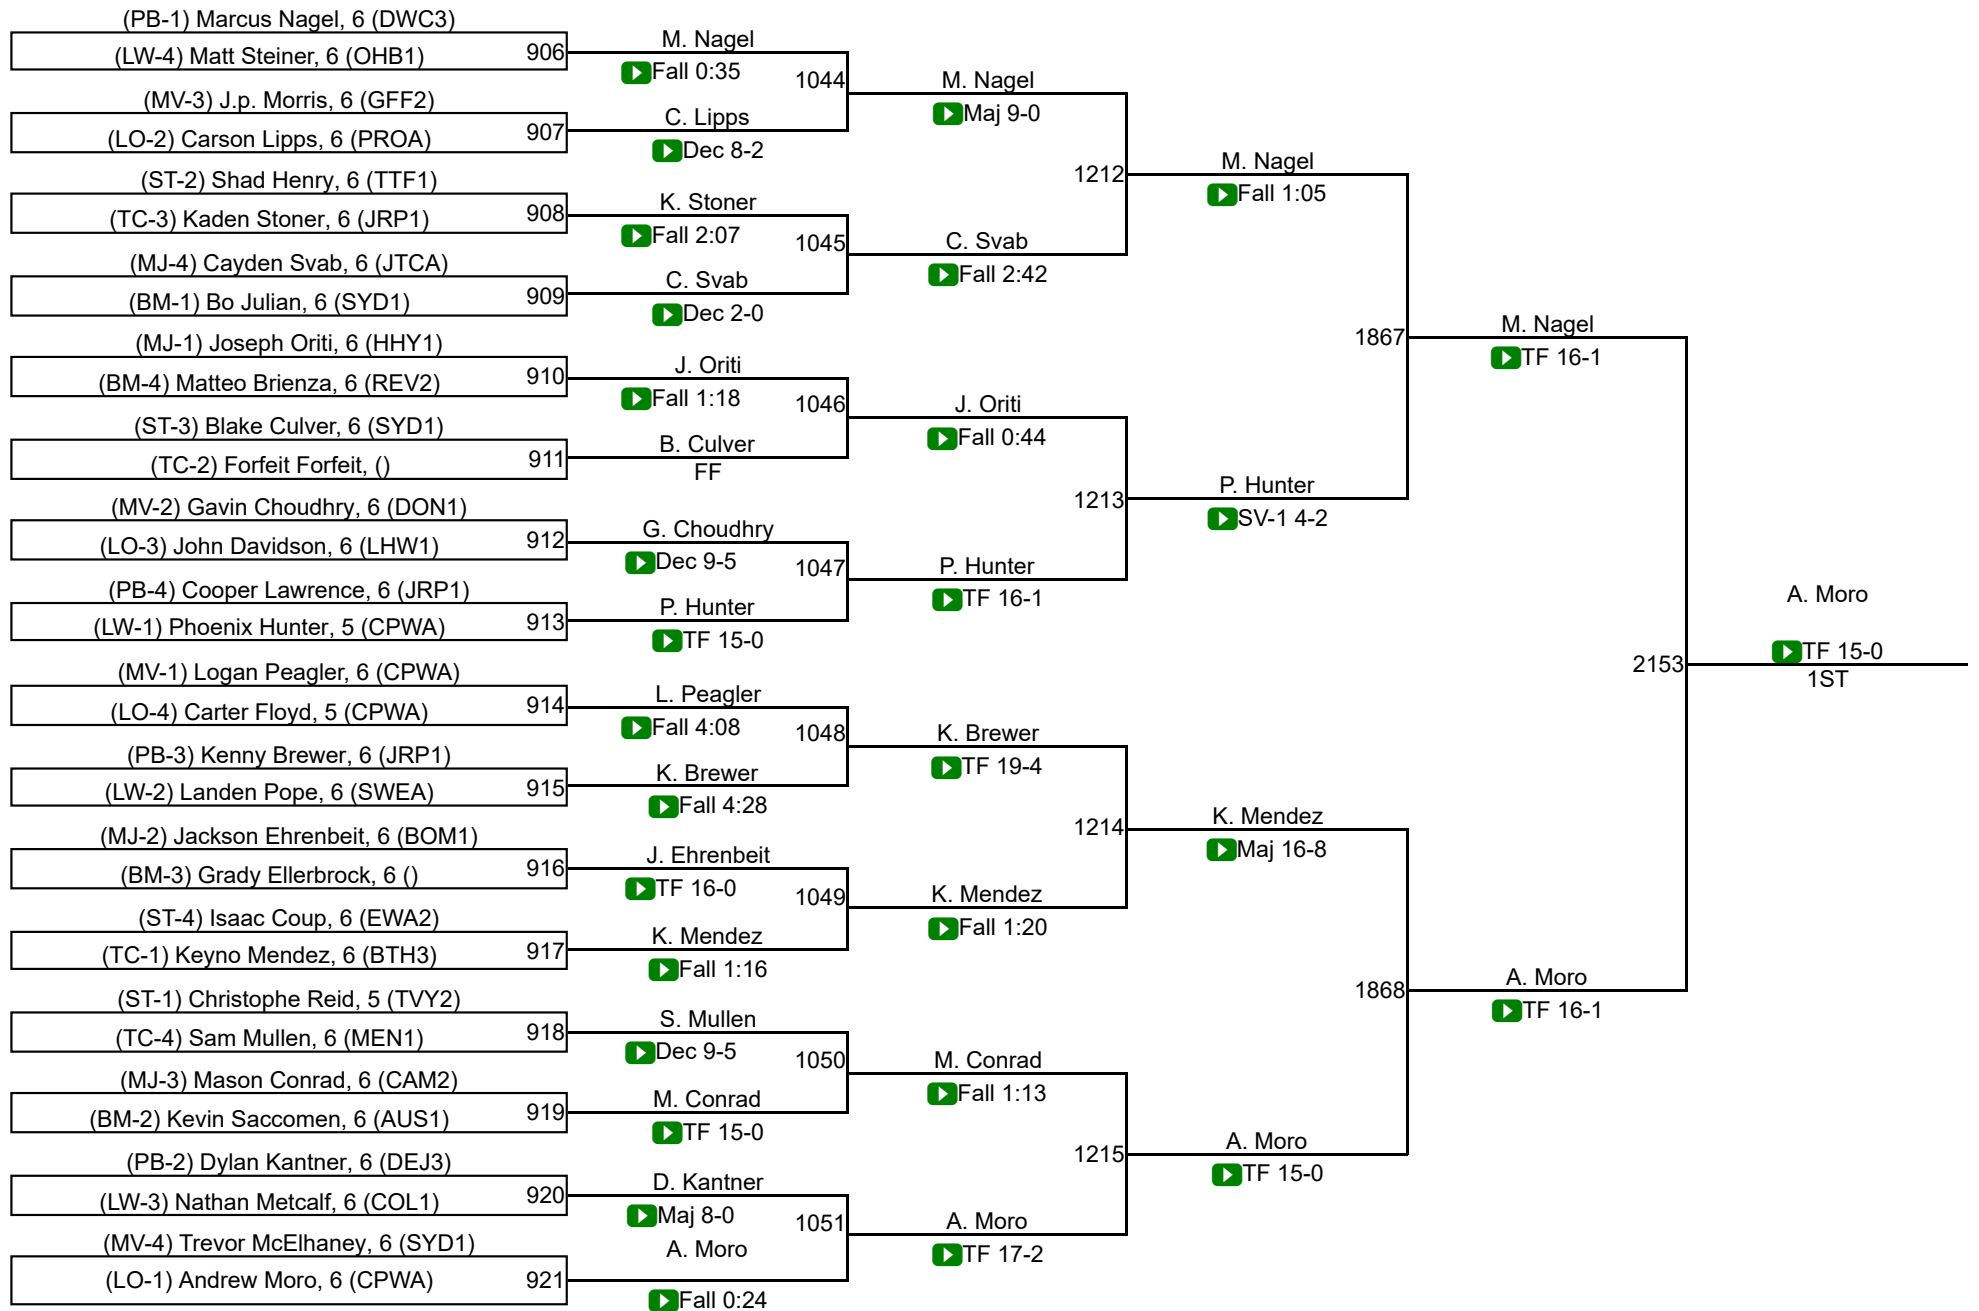 (PB-1) Marcus Nagel, 6 (DWC3)
(LW-4) Matt Steiner, 6 (OHB1)
906
(MV-3) J.p. Morris, 6 (GFF2)
(LO-2) Carson Lipps, 6 (PROA)
907
(ST-2) Shad Henry, 6 (TTF1)
(TC-3) Kaden Stoner, 6 (JRP1)
908
(MJ-4) Cayden Svab, 6 (JTCA)
(BM-1) Bo Julian, 6 (SYD1)
909
(MJ-1) Joseph Oriti, 6 (HHY1)
(BM-4) Matteo Brienza, 6 (REV2)
910
(ST-3) Blake Culver, 6 (SYD1)
(TC-2) Forfeit Forfeit, ()
911
(MV-2) Gavin Choudhry, 6 (DON1)
(LO-3) John Davidson, 6 (LHW1)
912
(PB-4) Cooper Lawrence, 6 (JRP1)
(LW-1) Phoenix Hunter, 5 (CPWA)
913
(MV-1) Logan Peagler, 6 (CPWA)
(LO-4) Carter Floyd, 5 (CPWA)
914
(PB-3) Kenny Brewer, 6 (JRP1)
(LW-2) Landen Pope, 6 (SWEA)
915
(MJ-2) Jackson Ehrenbeit, 6 (BOM1)
(BM-3) Grady Ellerbrock, 6 ()
916
(ST-4) Isaac Coup, 6 (EWA2)
(TC-1) Keyno Mendez, 6 (BTH3)
917
(ST-1) Christophe Reid, 5 (TVY2)
(TC-4) Sam Mullen, 6 (MEN1)
918
(MJ-3) Mason Conrad, 6 (CAM2)
(BM-2) Kevin Saccomen, 6 (AUS1)
919
(PB-2) Dylan Kantner, 6 (DEJ3)
(LW-3) Nathan Metcalf, 6 (COL1)
920
(MV-4) Trevor McElhaney, 6 (SYD1)
(LO-1) Andrew Moro, 6 (CPWA)
921
M. Nagel
Fall 0:35
1044
C. Lipps
Dec 8-2
K. Stoner
Fall 2:07
1045
C. Svab
Dec 2-0
J. Oriti
Fall 1:18
1046
B. Culver
FF
G. Choudhry
Dec 9-5
1047
P. Hunter
TF 15-0
L. Peagler
Fall 4:08
1048
K. Brewer
Fall 4:28
J. Ehrenbeit
TF 16-0
1049
K. Mendez
Fall 1:16
S. Mullen
Dec 9-5
1050
M. Conrad
TF 15-0
D. Kantner
Maj 8-0
1051
A. Moro
Fall 0:24
M. Nagel
Maj 9-0
1212
C. Svab
Fall 2:42
J. Oriti
Fall 0:44
1213
P. Hunter
TF 16-1
K. Brewer
TF 19-4
1214
K. Mendez
Fall 1:20
M. Conrad
Fall 1:13
1215
A. Moro
TF 17-2
M. Nagel
Fall 1:05
1867
P. Hunter
SV-1 4-2
K. Mendez
Maj 16-8
1868
A. Moro
TF 15-0
M. Nagel
TF 16-1
2153
A. Moro
TF 16-1
A. Moro
TF 15-0
1ST